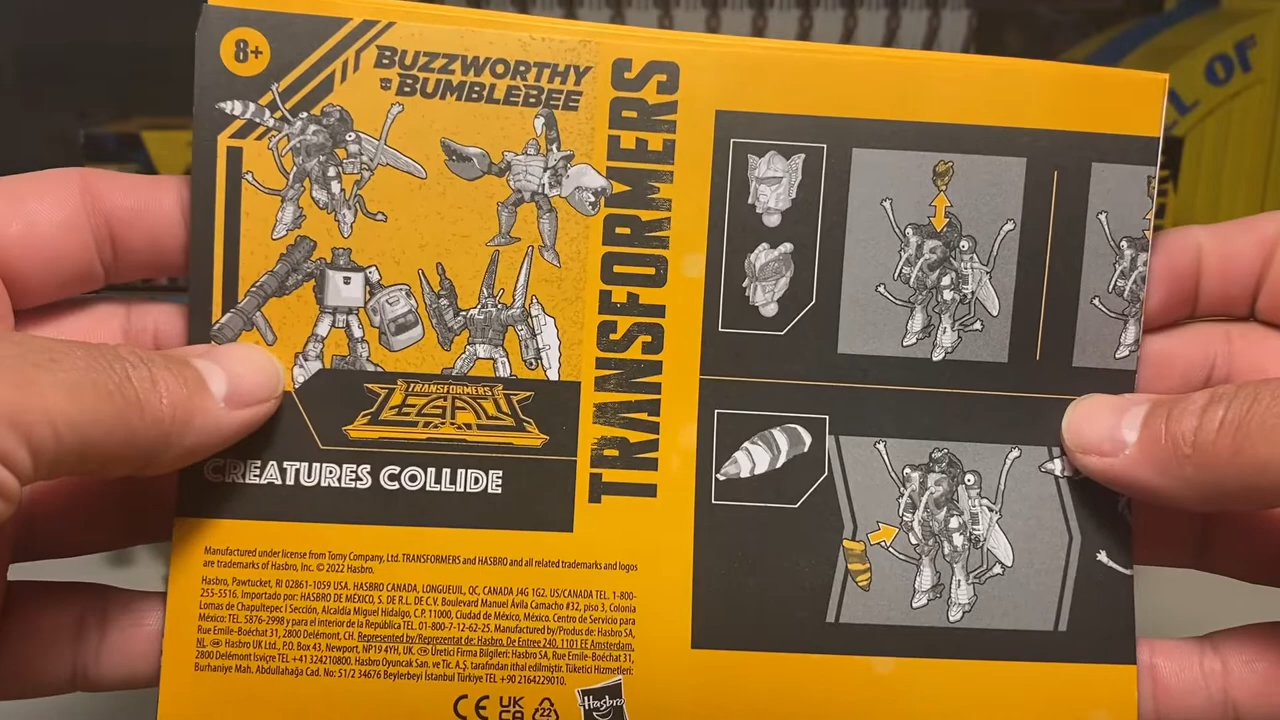 8+
BUZZWORTHY
BUMBLEBEE
TRANSFORMERS
TRANSFORMERS
LEGACY
CREATURES COLLIDE
Manufactured under license from Tomy Company, Ltd. TRANSFORMERS and HASBRO and all related trademarks and logos
are trademarks of Hasbro, Inc. © 2022 Hasbro.
Hasbro, Pawtucket, RI 02861-1059 USA. HASBRO CANADA, LONGUEUIL, QC, CANADA J4G 1G2. US/CANADA TEL. 1-800-
255-5516. Importado por: HASBRO DE MÉXICO, S. DE R.L. DE C.V. Boulevard Manuel Ávila Camacho #32, piso 3, Colonia
Lomas de Chapultepec I Sección, Alcaldía Miguel Hidalgo, C.P. 11000, Ciudad de México, México. Centro de Servicio para
México: TEL. 5876-2998 y para el interior de la República TEL. 01-800-7-12-62-25. Manufactured by/Produs de: Hasbro SA,
Rue Emile-Boéchat 31, 2800 Delémont, CH. Represented by/Reprezentat de: Hasbro, De Entree 240, 1101 EE Amsterdam,
NL. Hasbro UK Ltd., P.O. Box 43, Newport, NP19 4YH, UK. Üretici Firma Bilgileri: Hasbro SA, Rue Emile-Boéchat 31,
2800 Delémont İsviçre TEL +41 324210800. Hasbro Oyuncak San. ve Tic. A.Ş. tarafından ithal edilmiştir. Tüketici Hizmetleri:
Burhaniye Mah. Abdullahağa Cad. No: 51/2 34676 Beylerbeyi İstanbul Türkiye TEL +90 2164229010.
CE UK CA 22 Hasbro
OF